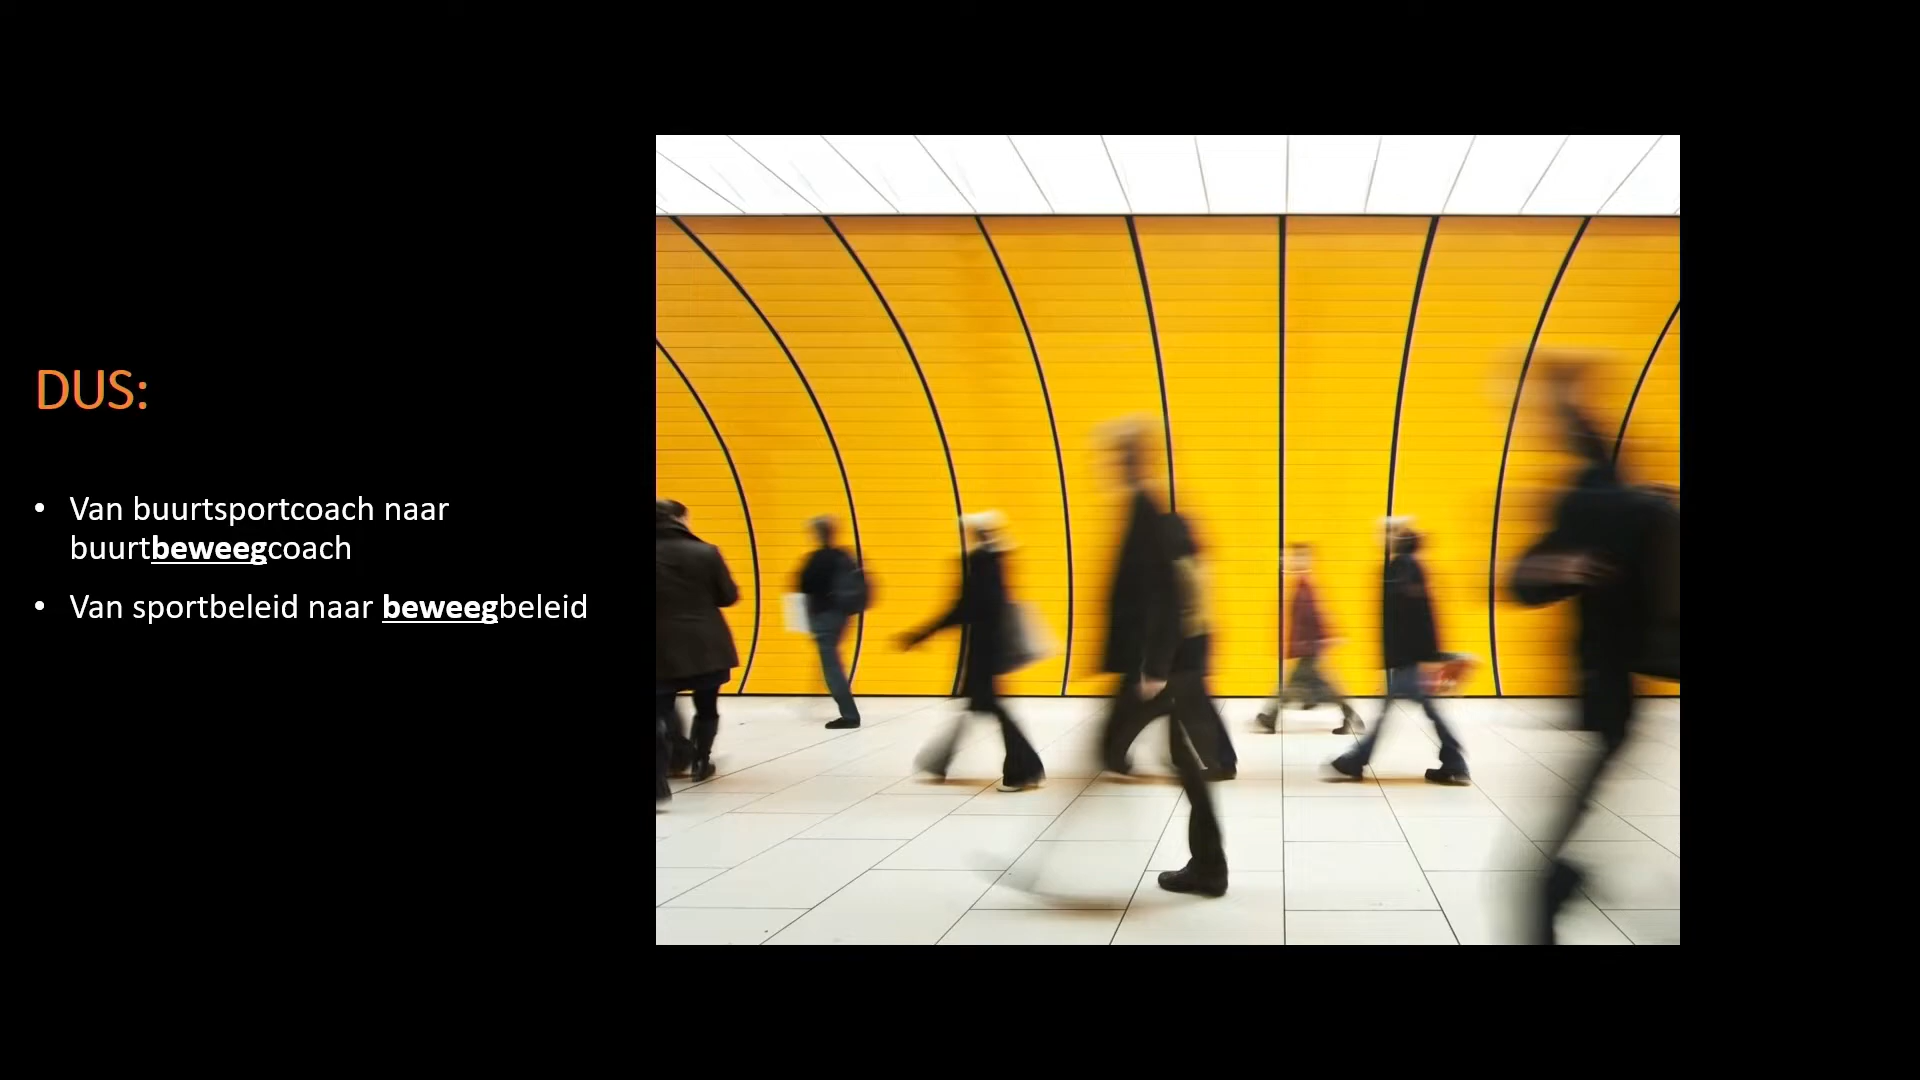 DUS:
• Van buurtsportcoach naar
buurtbeweegcoach
• Van sportbeleid naar beweegbeleid